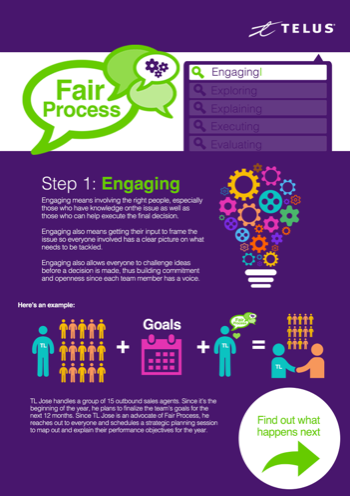 TELUS
Fair
Process
Engaging
Exploring
Explaining
Executing
Evaluating
Step 1: Engaging
Engaging means involving the right people, especially
those who have knowledge onthe issue as well as
those who can help execute the final decision.
Engaging also means getting their input to frame the
issue so everyone involved has a clear picture on what
needs to be tackled.
Engaging also allows everyone to challenge ideas
before a decision is made, thus building commitment
and openness since each team member has a voice.
Here's an example:
TL
+
Goals
+
Fair
Process
TL
=
TL
TL Jose handles a group of 15 outbound sales agents. Since it's the
beginning of the year, he plans to finalize the team's goals for the
next 12 months. Since TL Jose is an advocate of Fair Process, he
reaches out to everyone and schedules a strategic planning session
to map out and explain their performance objectives for the year.
Find out what
happens next